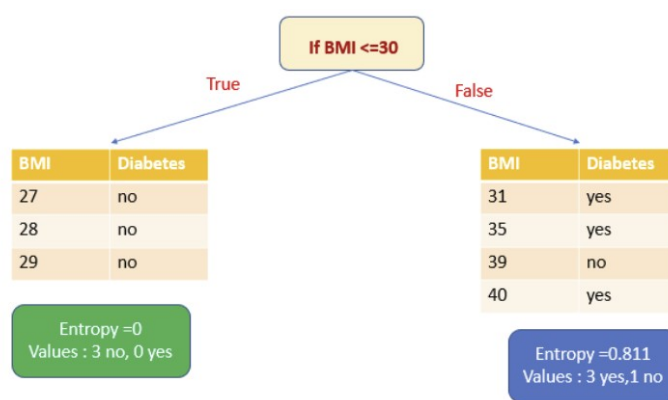 If BMI <=30
True
False
BMI Diabetes
27 no
28 no
29 no
BMI Diabetes
31 yes
35 yes
39 no
40 yes
Entropy =0
Values : 3 no, 0 yes
Entropy =0.811
Values : 3 yes,1 no